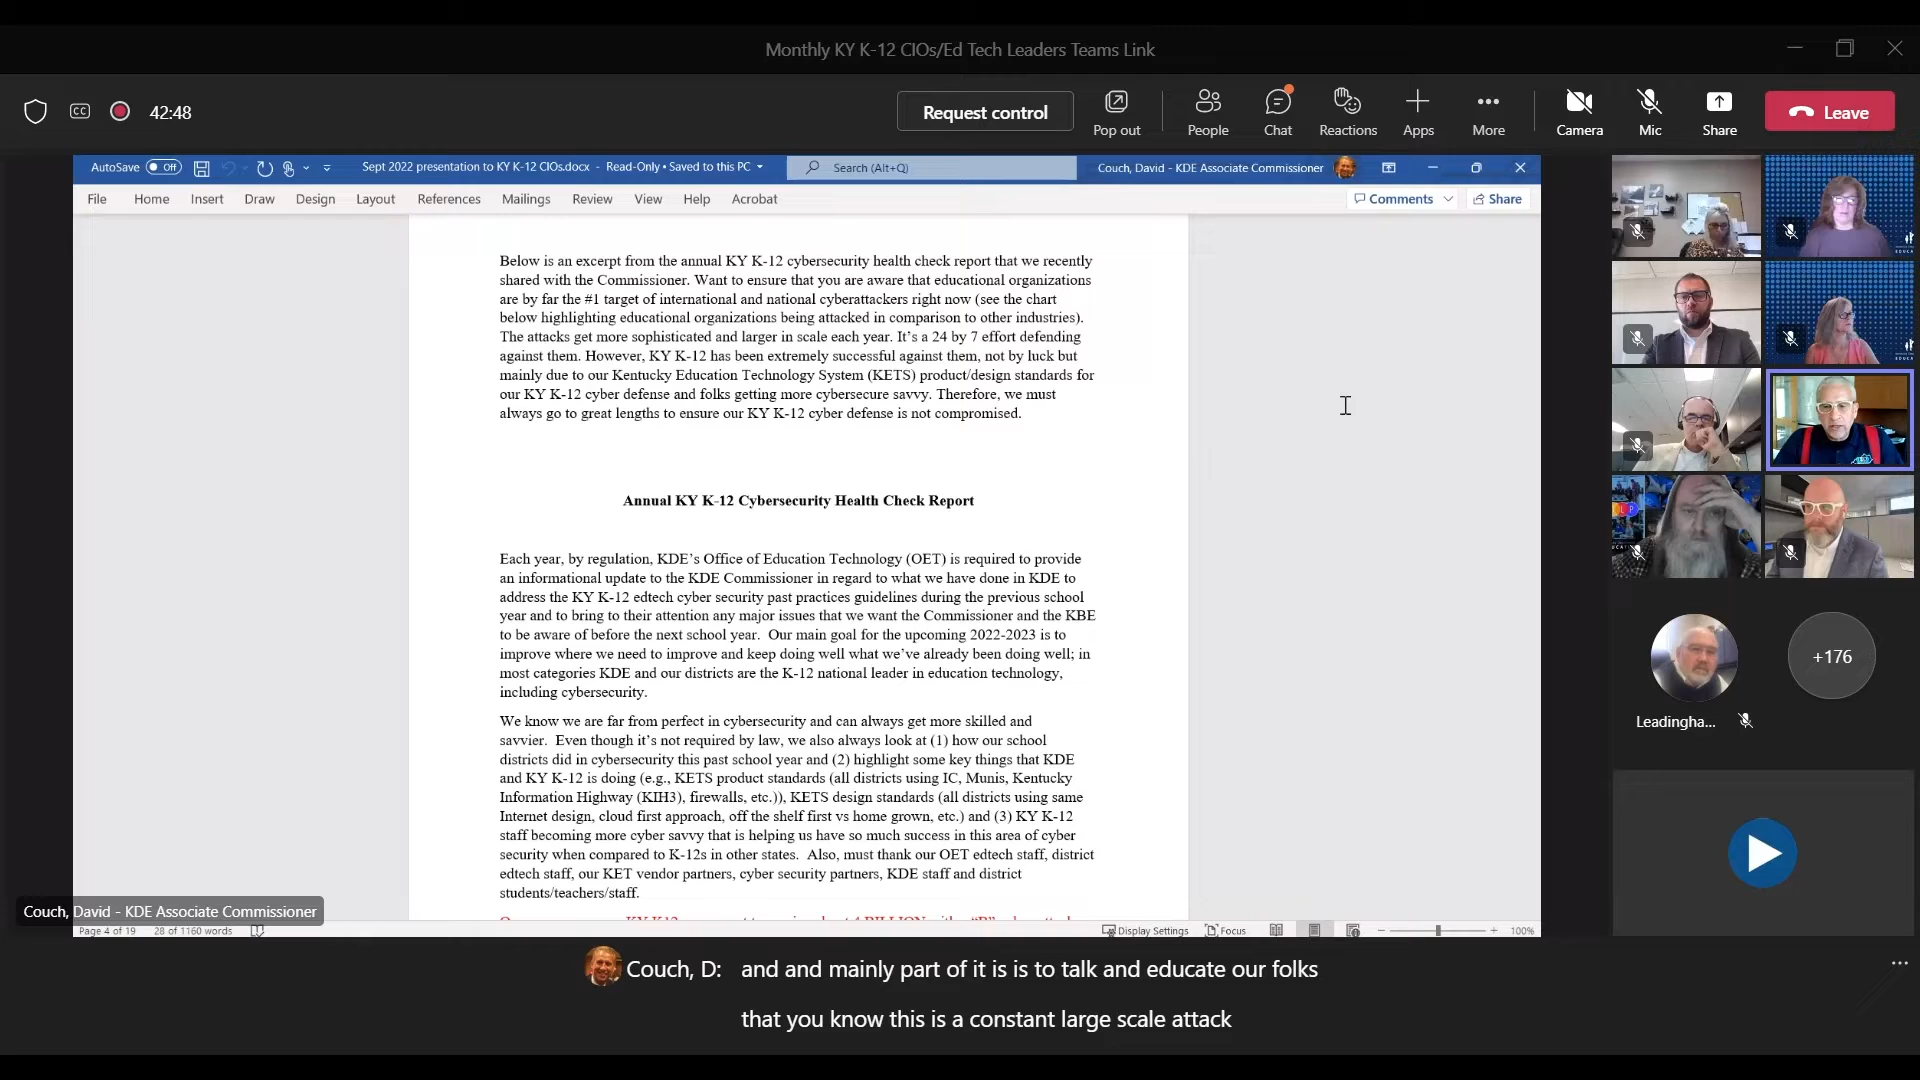 Monthly KY K-12 CIOs/Ed Tech Leaders Teams Link
CC
42:48
Request control
Pop out
People
Chat
Reactions
Apps
More
Camera
Mic
Share
Leave
AutoSave Off
Sept 2022 presentation to KY K-12 CIOs.docx - Read-Only • Saved to this PC
Search (Alt+Q)
Couch, David - KDE Associate Commissioner
File Home Insert Draw Design Layout References Mailings Review View Help Acrobat
Comments
Share
Below is an excerpt from the annual KY K-12 cybersecurity health check report that we recently
shared with the Commissioner. Want to ensure that you are aware that educational organizations
are by far the #1 target of international and national cyberattackers right now (see the chart
below highlighting educational organizations being attacked in comparison to other industries).
The attacks get more sophisticated and larger in scale each year. It's a 24 by 7 effort defending
against them. However, KY K-12 has been extremely successful against them, not by luck but
mainly due to our Kentucky Education Technology System (KETS) product/design standards for
our KY K-12 cyber defense and folks getting more cybersecure savvy. Therefore, we must
always go to great lengths to ensure our KY K-12 cyber defense is not compromised.
Annual KY K-12 Cybersecurity Health Check Report
Each year, by regulation, KDE's Office of Education Technology (OET) is required to provide
an informational update to the KDE Commissioner in regard to what we have done in KDE to
address the KY K-12 edtech cyber security past practices guidelines during the previous school
year and to bring to their attention any major issues that we want the Commissioner and the KBE
to be aware of before the next school year. Our main goal for the upcoming 2022-2023 is to
improve where we need to improve and keep doing well what we've already been doing well; in
most categories KDE and our districts are the K-12 national leader in education technology,
including cybersecurity.
We know we are far from perfect in cybersecurity and can always get more skilled and
savvier. Even though it's not required by law, we also always look at (1) how our school
districts did in cybersecurity this past school year and (2) highlight some key things that KDE
and KY K-12 is doing (e.g., KETS product standards (all districts using IC, Munis, Kentucky
Information Highway (KIH3), firewalls, etc.)), KETS design standards (all districts using same
Internet design, cloud first approach, off the shelf first vs home grown, etc.) and (3) KY K-12
staff becoming more cyber savvy that is helping us have so much success in this area of cyber
security when compared to K-12s in other states. Also, must thank our OET edtech staff, district
edtech staff, our KET vendor partners, cyber security partners, KDE staff and district
students/teachers/staff.
Page 4 of 19
28 of 1160 words
Display Settings
Focus
100%
Couch, David - KDE Associate Commissioner
+176
Leadingha...
Couch, D: and and mainly part of it is is to talk and educate our folks
that you know this is a constant large scale attack